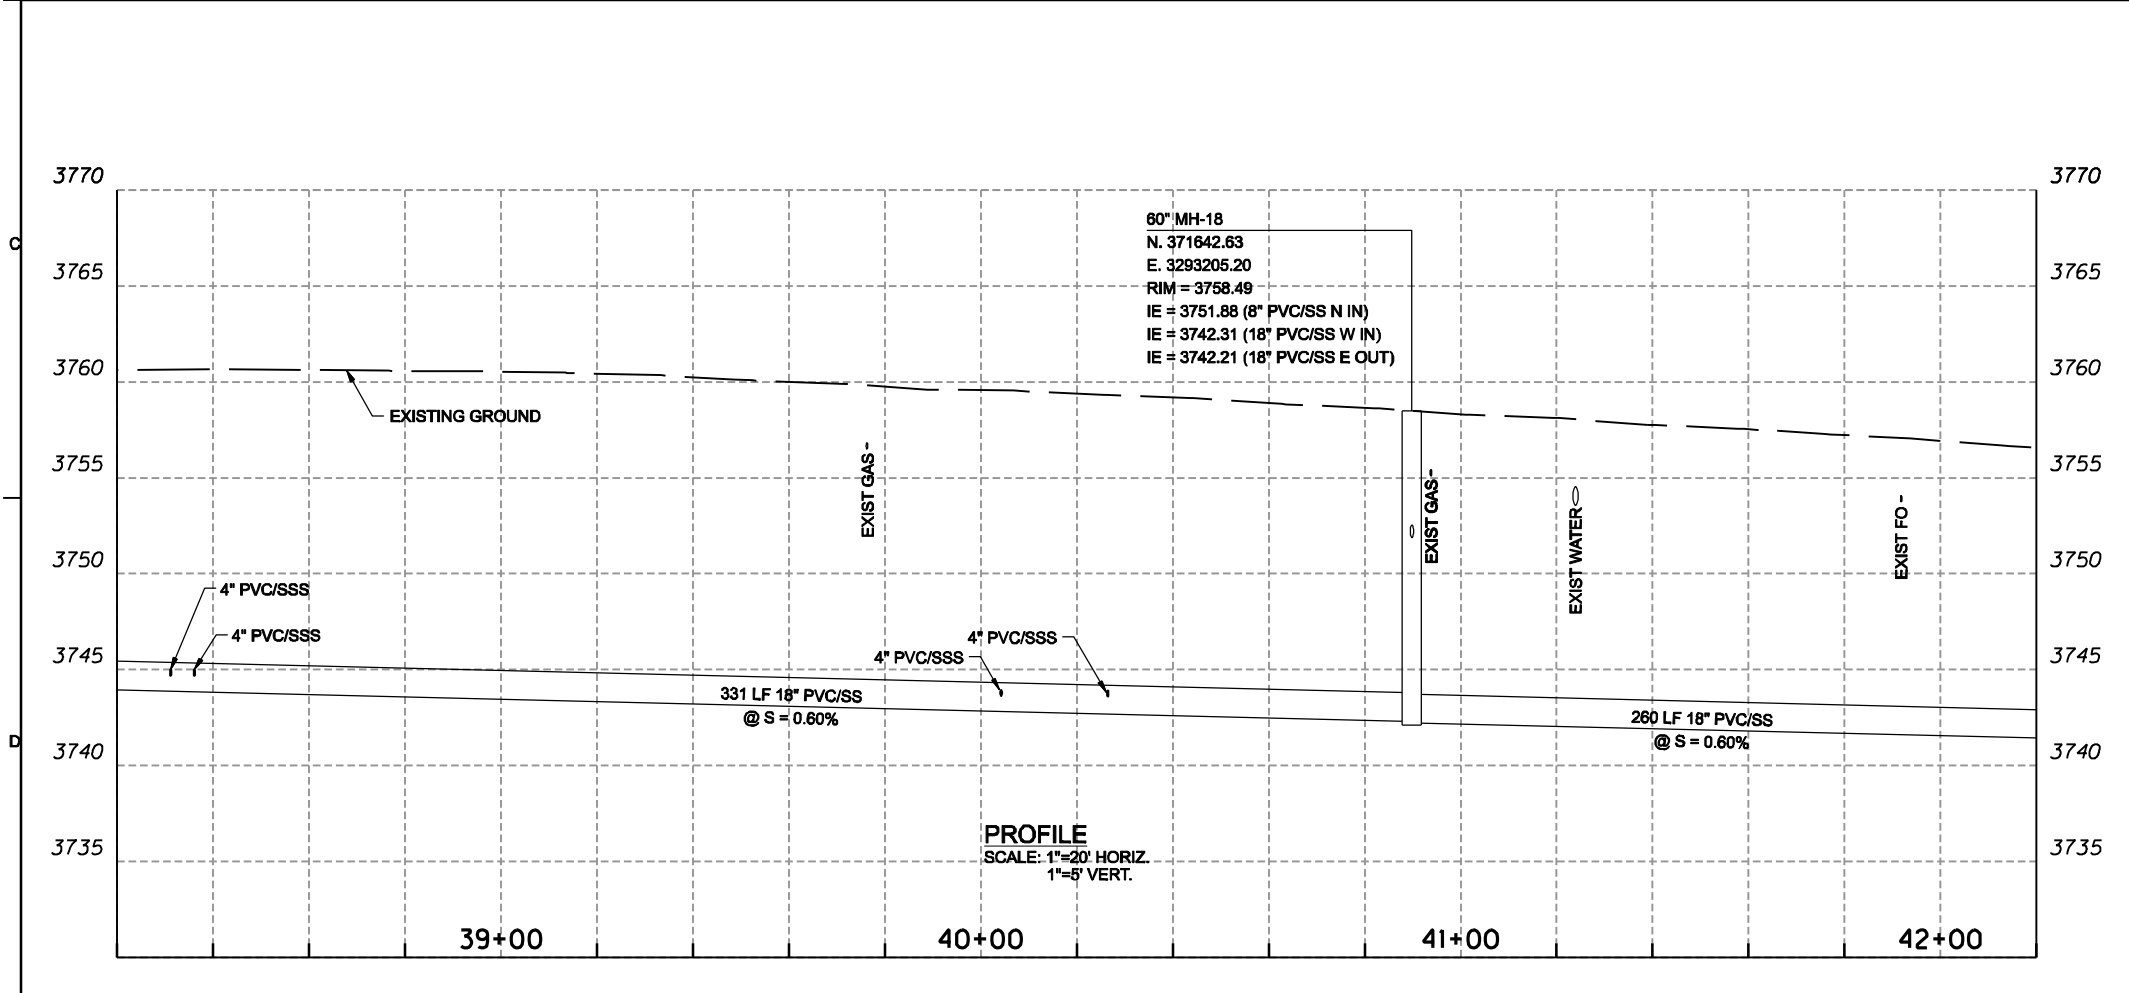 3770
3770
60" MH-18
N. 371642.63
E. 3293205.20
RIM = 3758.49
IE = 3751.88 (8" PVC/SS N IN)
IE = 3742.31 (18" PVC/SS W IN)
IE = 3742.21 (18" PVC/SS E OUT)
C
3765
3765
3760
3760
EXISTING GROUND
3755
3755
EXIST GAS
EXIST GAS
EXIST WATER
EXIST FO
3750
3750
4" PVC/SSS
4" PVC/SSS
4" PVC/SSS
4" PVC/SSS
3745
3745
331 LF 18" PVC/SS
@ S = 0.60%
260 LF 18" PVC/SS
@ S = 0.60%
D
3740
3740
PROFILE
SCALE: 1"=20' HORIZ.
1"=5' VERT.
3735
3735
39+00
40+00
41+00
42+00